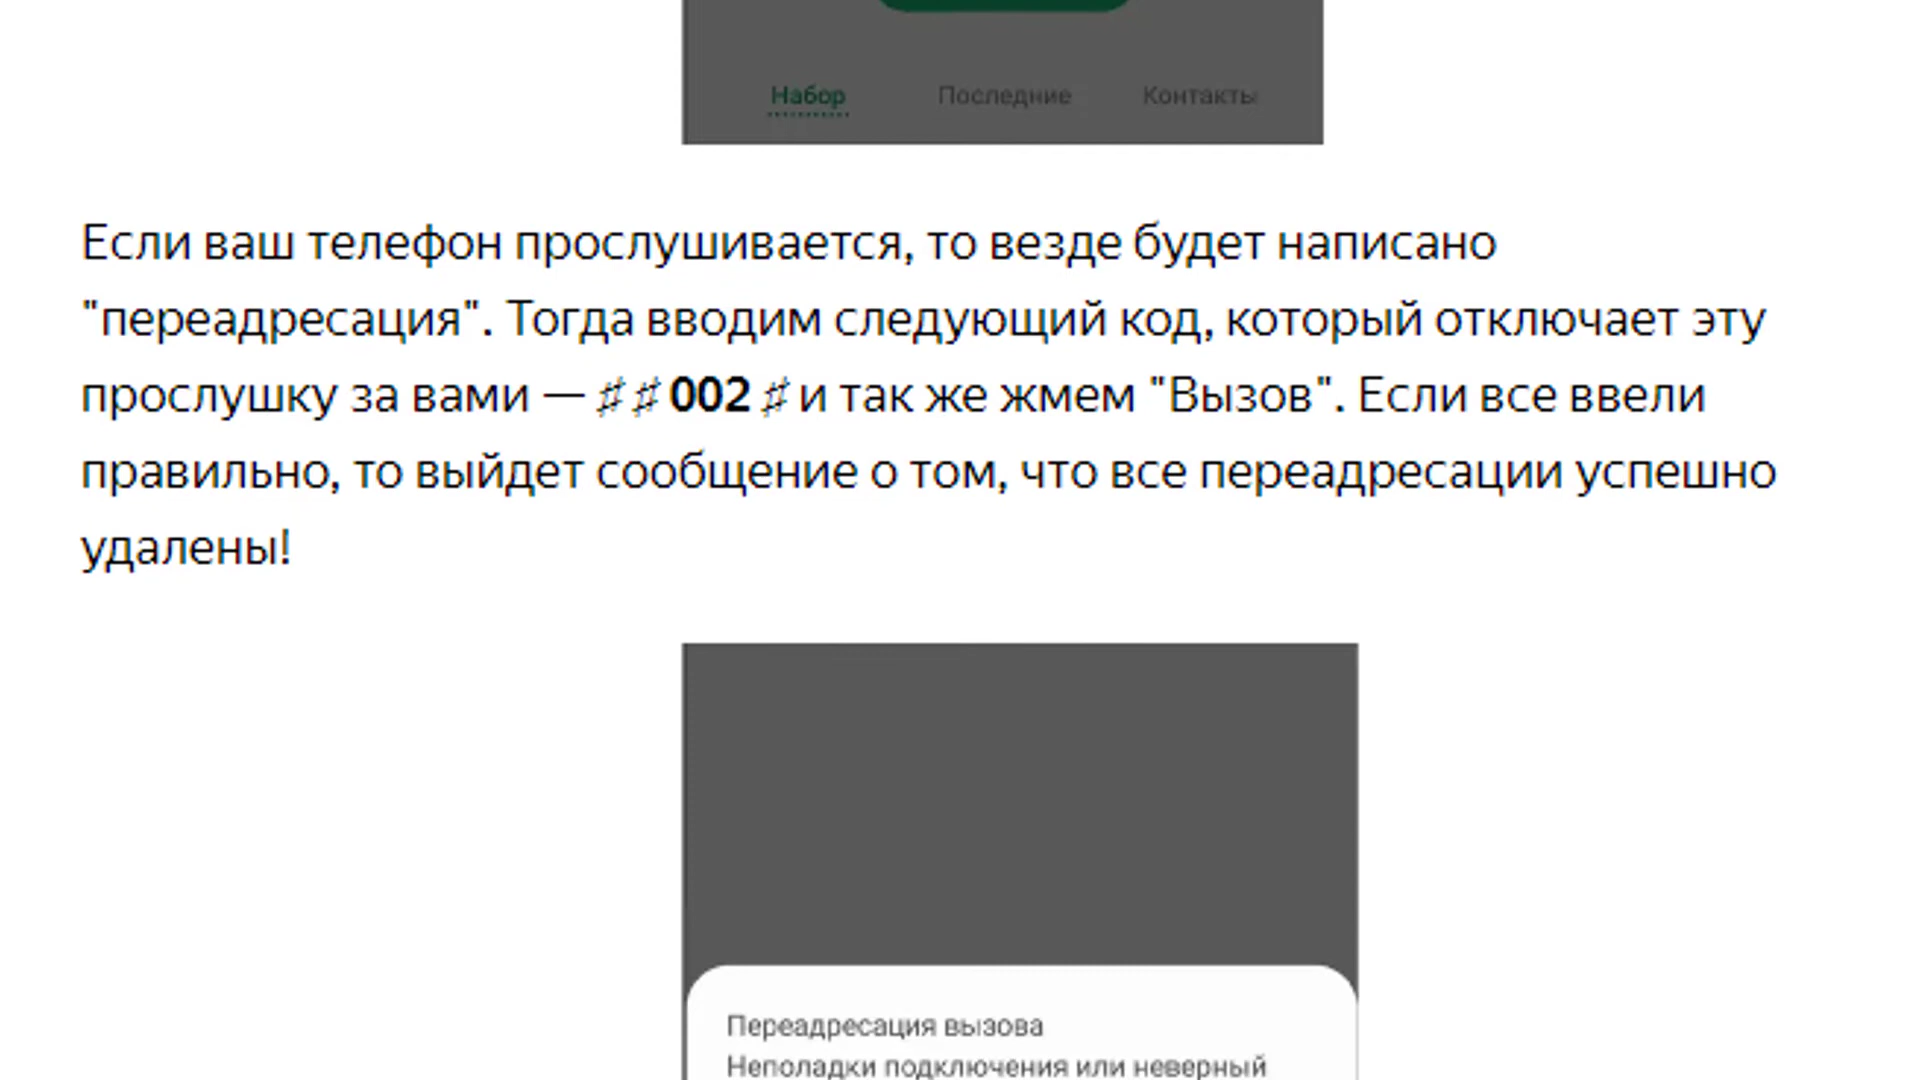 Набор Последние Контакты
Если ваш телефон прослушивается, то везде будет написано
"переадресация". Тогда вводим следующий код, который отключает эту
прослушку за вами — ♯♯002♯ и так же жмем "Вызов". Если все ввели
правильно, то выйдет сообщение о том, что все переадресации успешно
удалены!
Переадресация вызова
Неполадки подключения или неверный